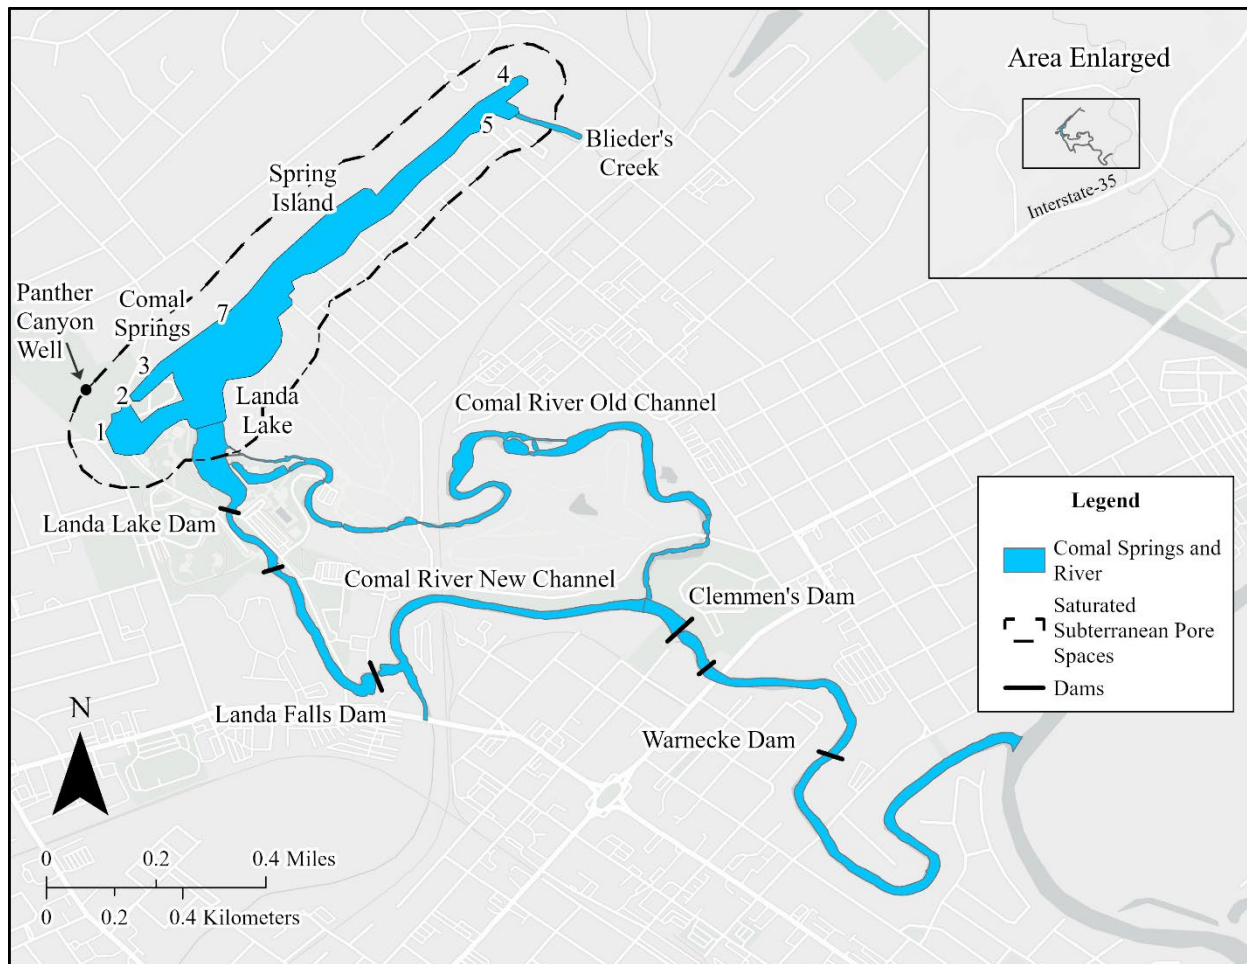 Area Enlarged
Interstate-35
4
5
Blieder's
Creek
Spring
Island
Panther
Canyon
Well
Comal
Springs
7
3
2
1
Landa
Lake
Comal River Old Channel
Landa Lake Dam
Comal River New Channel
Clemmen's Dam
Landa Falls Dam
Warnecke Dam
Legend
Comal Springs and
River
Saturated
Subterranean Pore
Spaces
Dams
N
0 0.2 0.4 Miles
0 0.2 0.4 Kilometers